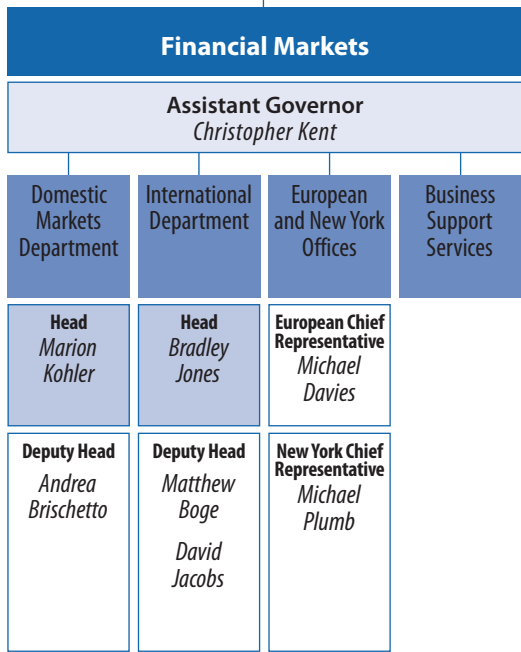 Financial Markets
Assistant Governor
Christopher Kent
Domestic
Markets
Department
International
Department
European
and New York
Offices
Business
Support
Services
Head
Marion
Kohler
Head
Bradley
Jones
European Chief
Representative
Michael
Davies
Deputy Head
Andrea
Brischetto
Deputy Head
Matthew
Boge
David
Jacobs
New York Chief
Representative
Michael
Plumb